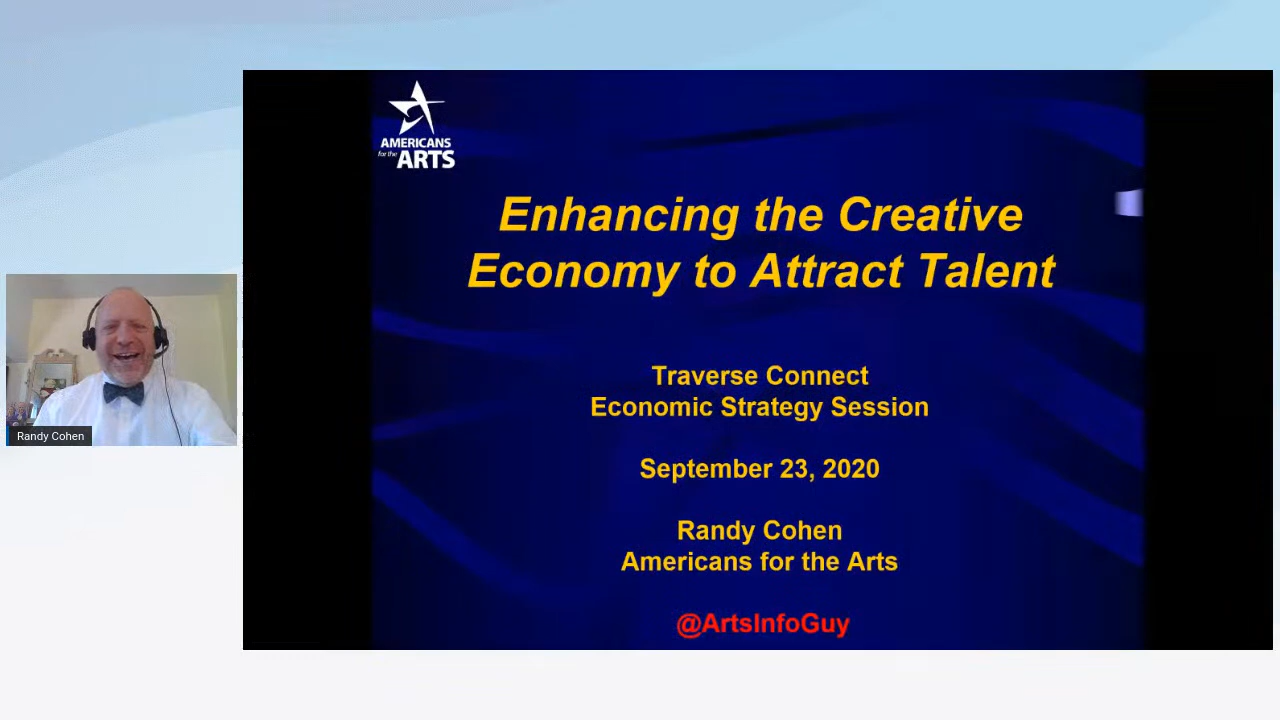 AMERICANS
for the ARTS
Enhancing the Creative
Economy to Attract Talent
Traverse Connect
Economic Strategy Session
September 23, 2020
Randy Cohen
Americans for the Arts
@ArtsInfoGuy
Randy Cohen